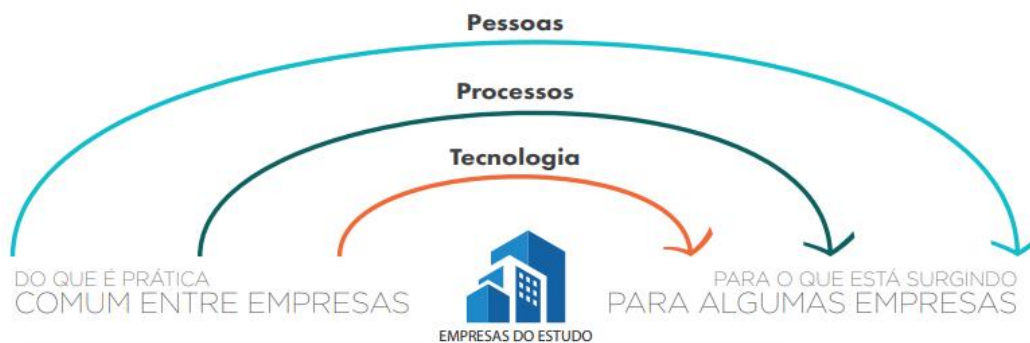 Pessoas
Processos
Tecnologia
DO QUE É PRÁTICA
COMUM ENTRE EMPRESAS
PARA O QUE ESTÁ SURGINDO
PARA ALGUMAS EMPRESAS
EMPRESAS DO ESTUDO